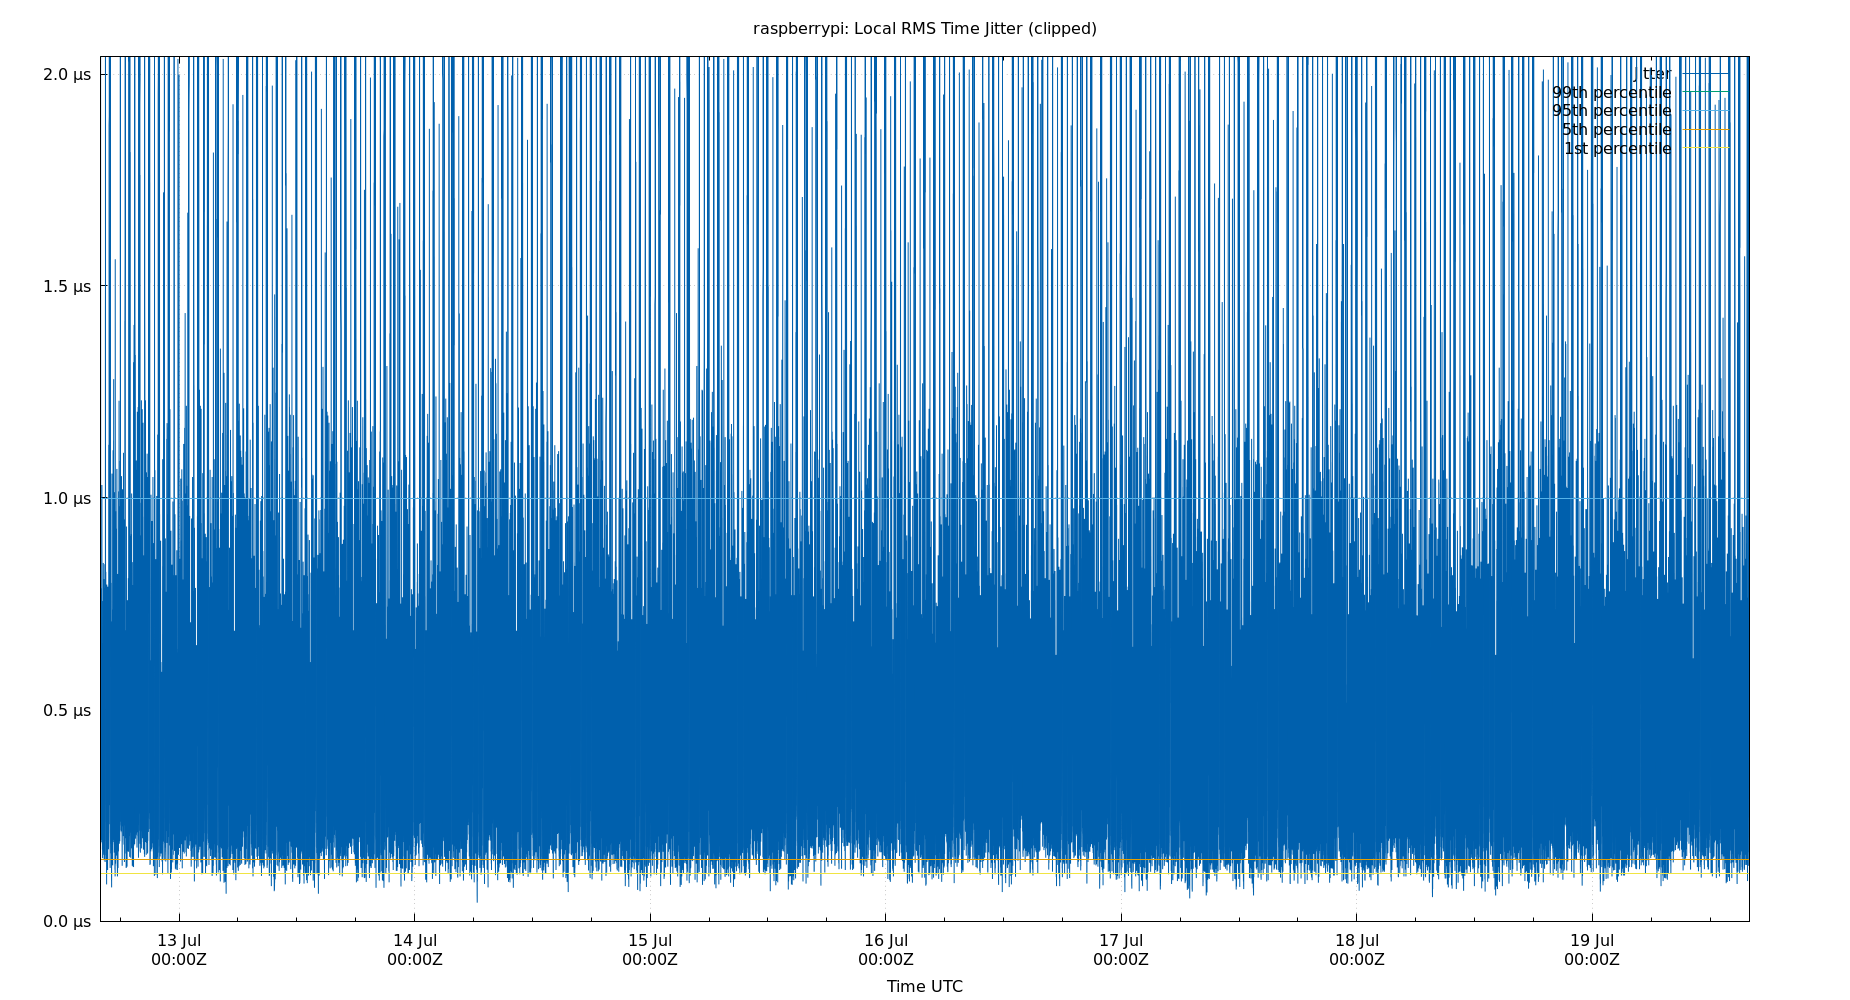 raspberrypi: Local RMS Time Jitter (clipped)
2.0 μs
1.5 μs
1.0 μs
0.5 μs
0.0 μs
Jitter
99th percentile
95th percentile
5th percentile
1st percentile
13 Jul
00:00Z
14 Jul
00:00Z
15 Jul
00:00Z
16 Jul
00:00Z
17 Jul
00:00Z
18 Jul
00:00Z
19 Jul
00:00Z
Time UTC